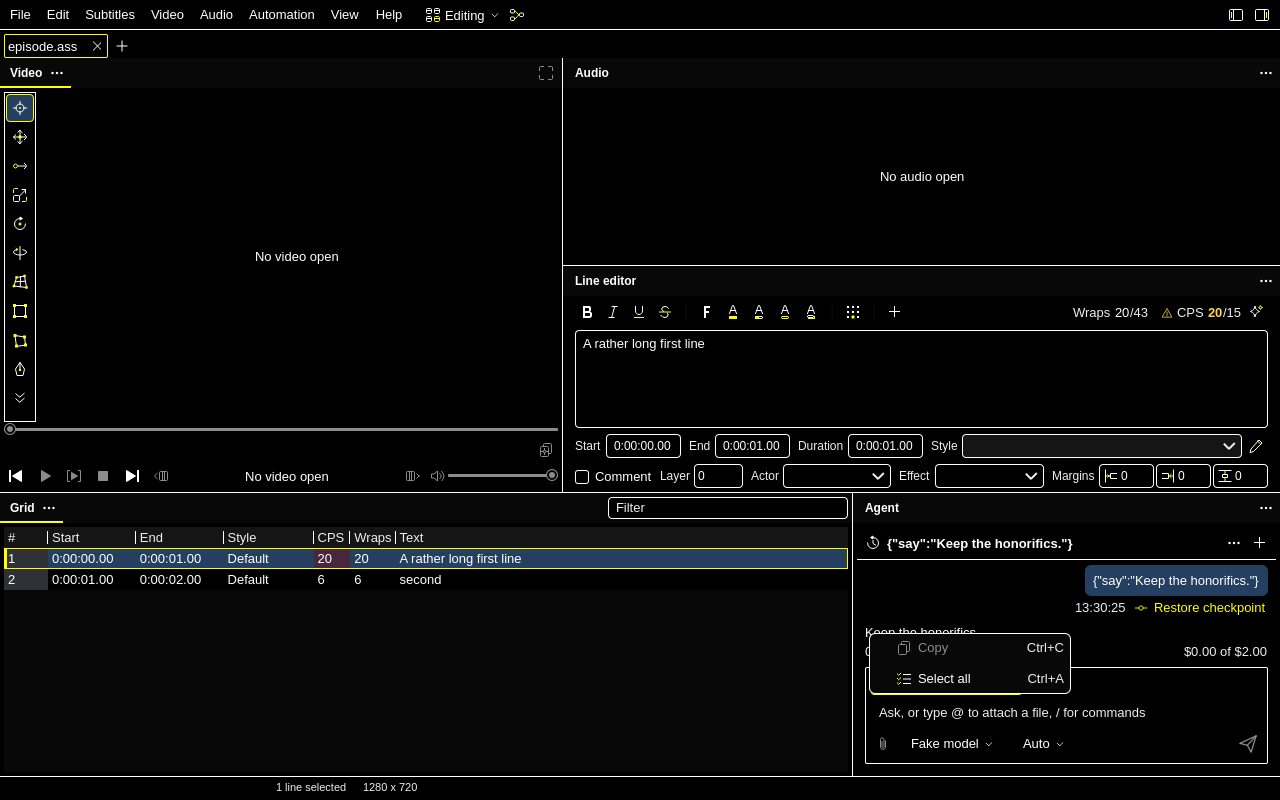 File Edit Subtitles Video Audio Automation View Help Editing
episode.ass
Video
Audio
No video open
No audio open
Line editor
B I U S F A A A A Wraps 20/43 CPS 20/15
A rather long first line
Start 0:00:00.00 End 0:00:01.00 Duration 0:00:01.00 Style
Comment Layer 0 Actor Effect Margins 0 0 0
No video open
Grid
Filter
# Start End Style CPS Wraps Text
1 0:00:00.00 0:00:01.00 Default 20 20 A rather long first line
2 0:00:01.00 0:00:02.00 Default 6 6 second
Agent
{"say":"Keep the honorifics."}
{"say":"Keep the honorifics."}
13:30:25 Restore checkpoint
Keep the honorifics.
$0.00 of $2.00
Copy Ctrl+C
Select all Ctrl+A
Ask, or type @ to attach a file, / for commands
Fake model Auto
1 line selected 1280 x 720